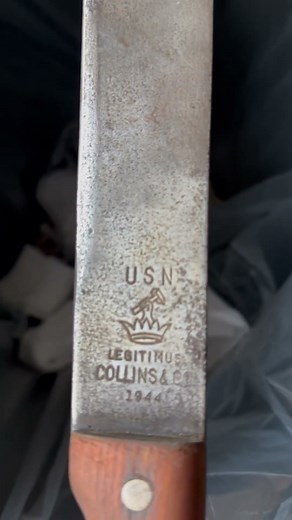 USN
LEGITIMUS
COLLINS & Co
1944